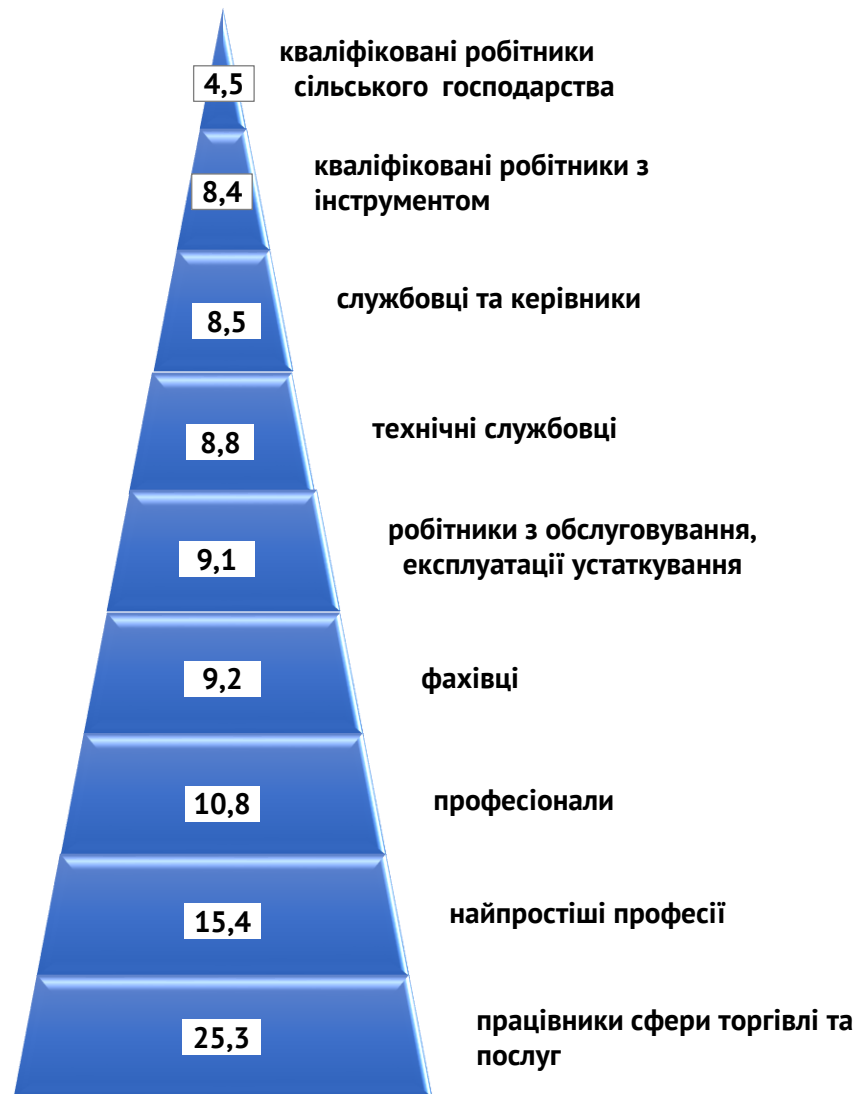 кваліфіковані робітники
4,5
сільського господарства
кваліфіковані робітники з
8,4
інструментом
службовці та керівники
8,5
технічні службовці
8,8
робітники з обслуговування,
9,1
експлуатації устаткування
9,2
фахівці
10,8
професіонали
15,4
найпростіші професії
25,3
працівники сфери торгівлі та
послуг